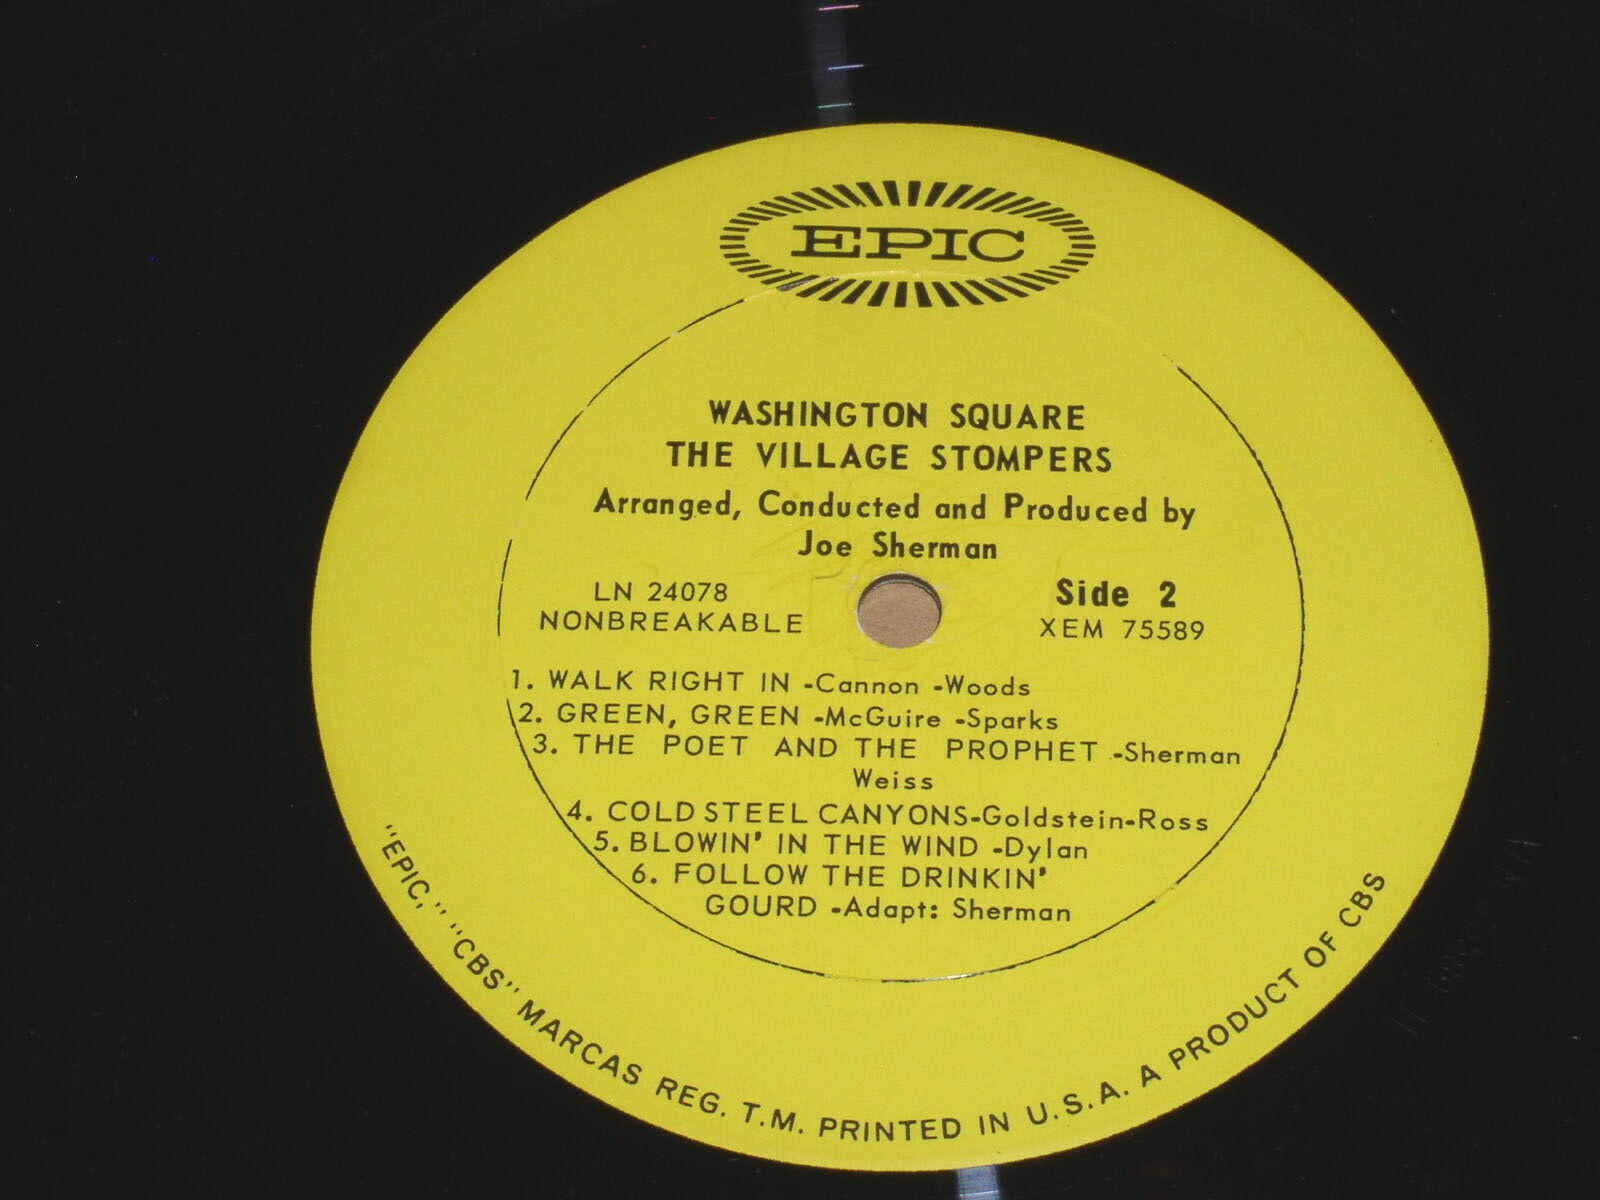 EPIC
WASHINGTON SQUARE
THE VILLAGE STOMPERS
Arranged, Conducted and Produced by
Joe Sherman
LN 24078
NONBREAKABLE
Side 2
XEM 75589
1. WALK RIGHT IN -Cannon -Woods
2. GREEN, GREEN -McGuire -Sparks
3. THE POET AND THE PROPHET -Sherman
Weiss
4. COLD STEEL CANYONS-Goldstein-Ross
5. BLOWIN' IN THE WIND -Dylan
6. FOLLOW THE DRINKIN'
GOURD -Adapt: Sherman
"EPIC," "CBS" MARCAS REG. T.M. PRINTED IN U.S.A. A PRODUCT OF CBS